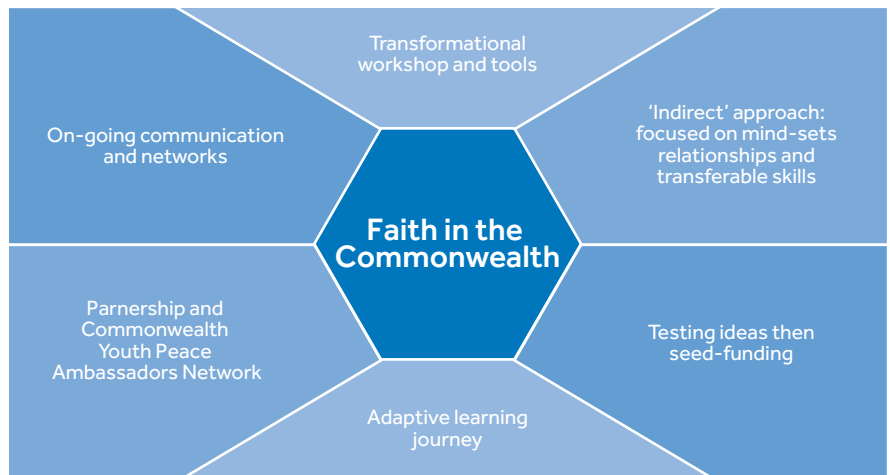 Transformational
workshop and tools
'Indirect' approach:
focused on mind-sets
relationships and
transferable skills
On-going communication
and networks
Faith in the
Commonwealth
Parnership and
Commonwealth
Youth Peace
Ambassadors Network
Testing ideas then
seed-funding
Adaptive learning
journey